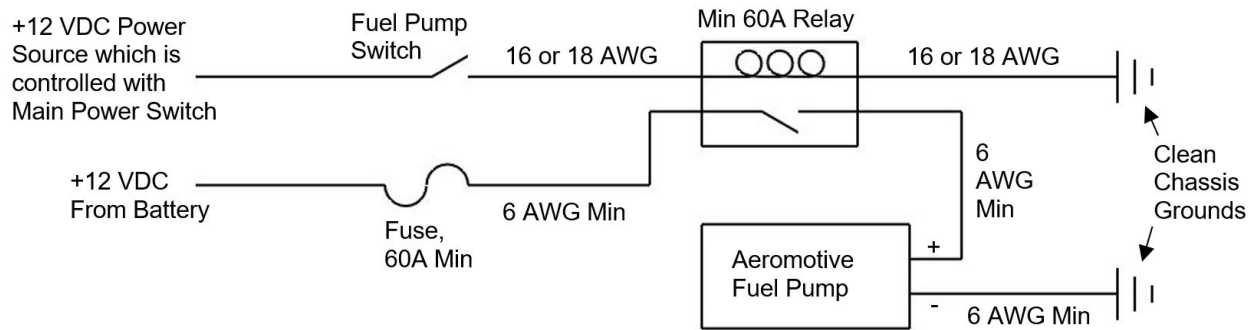 +12 VDC Power
Source which is
controlled with
Main Power Switch
Fuel Pump
Switch
16 or 18 AWG
Min 60A Relay
16 or 18 AWG
+12 VDC
From Battery
Fuse,
60A Min
6 AWG Min
6
AWG
Min
Clean
Chassis
Grounds
Aeromotive
Fuel Pump
+
-
6 AWG Min